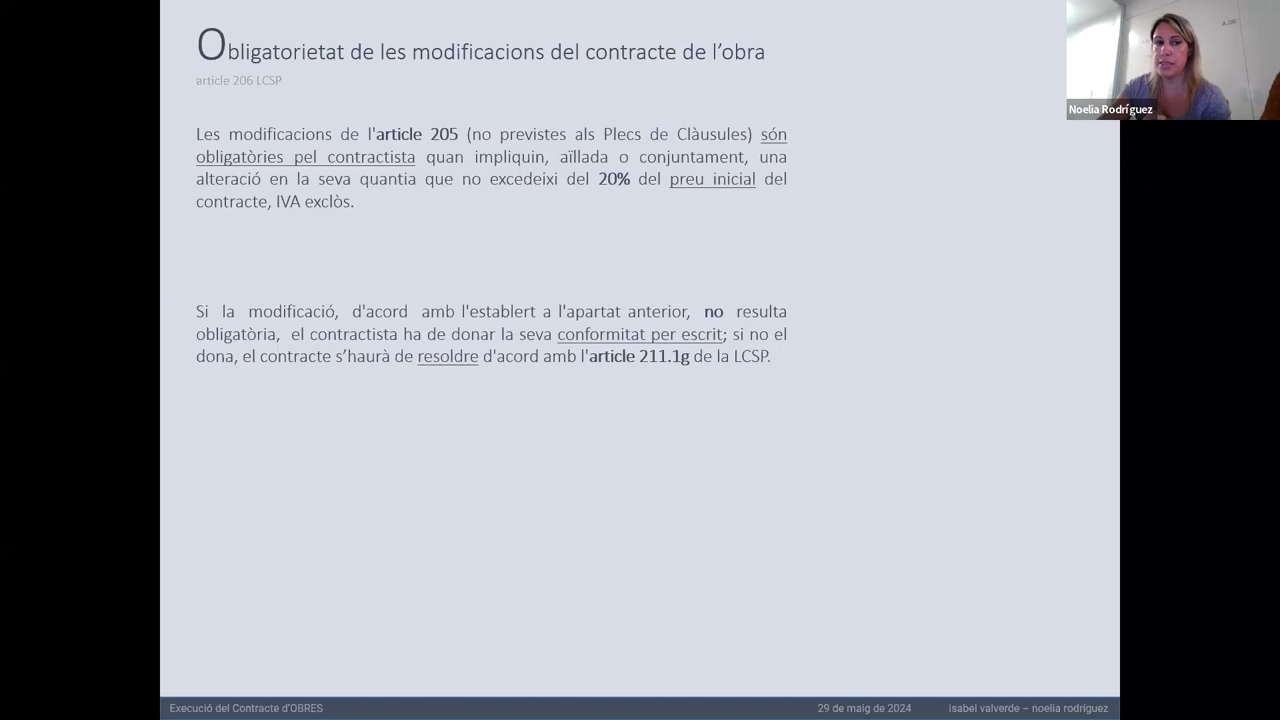 Obligatorietat de les modificacions del contracte de l’obra
article 206 LCSP
Les modificacions de l'article 205 (no previstes als Plecs de Clàusules) són
obligatòries pel contractista quan impliquin, aïllada o conjuntament, una
alteració en la seva quantia que no excedeixi del 20% del preu inicial del
contracte, IVA exclòs.
Si la modificació, d'acord amb l'establert a l'apartat anterior, no resulta
obligatòria, el contractista ha de donar la seva conformitat per escrit; si no el
dona, el contracte s’haurà de resoldre d'acord amb l'article 211.1g de la LCSP.
A.06
Noelia Rodríguez
Execució del Contracte d'OBRES
29 de maig de 2024
isabel valverde – noelia rodríguez